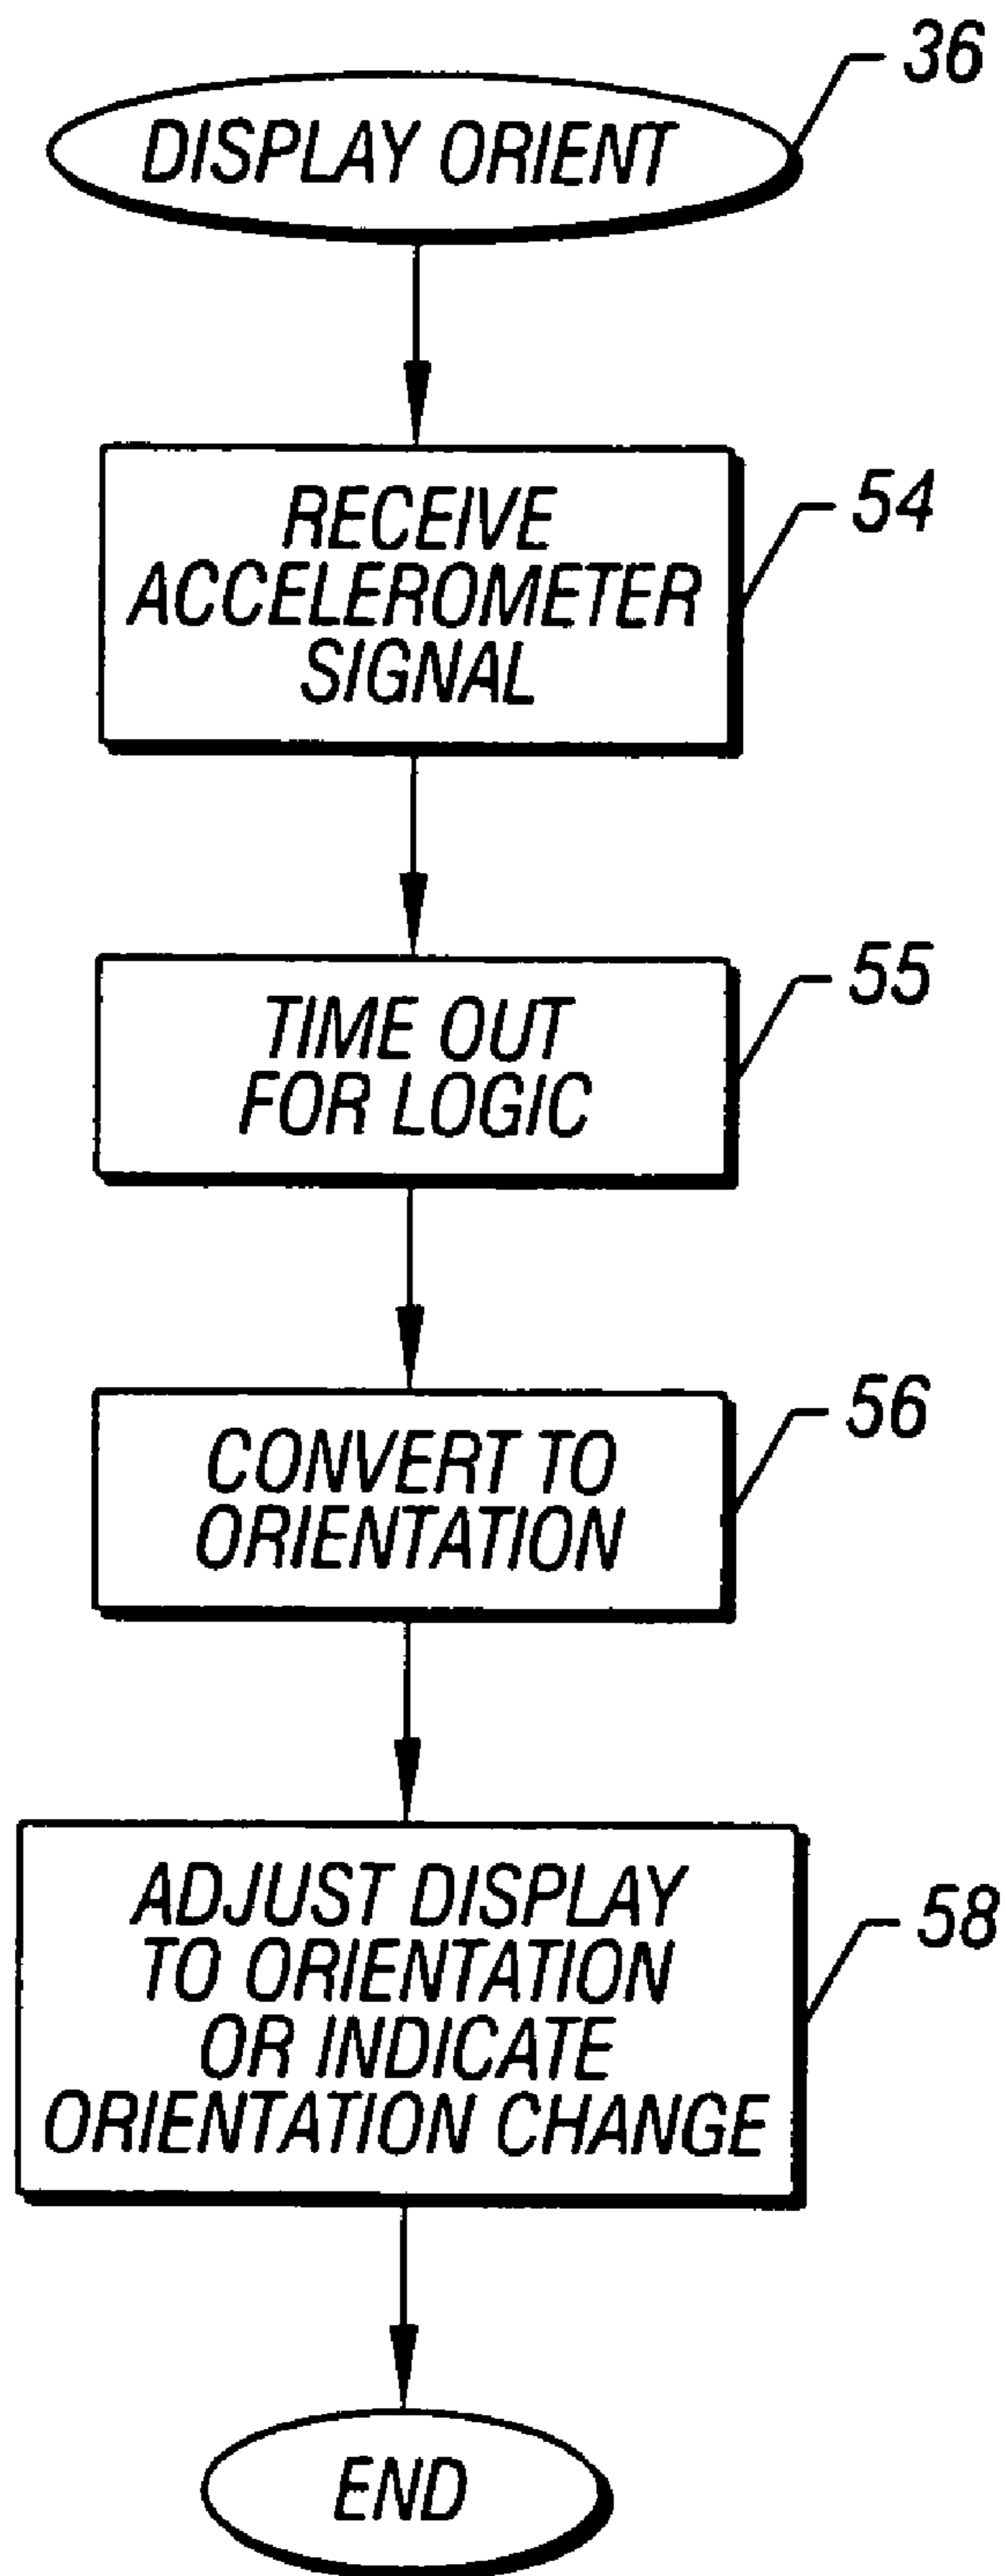 36
DISPLAY ORIENT
54
RECEIVE
ACCELEROMETER
SIGNAL
55
TIME OUT
FOR LOGIC
56
CONVERT TO
ORIENTATION
58
ADJUST DISPLAY
TO ORIENTATION
OR INDICATE
ORIENTATION CHANGE
END